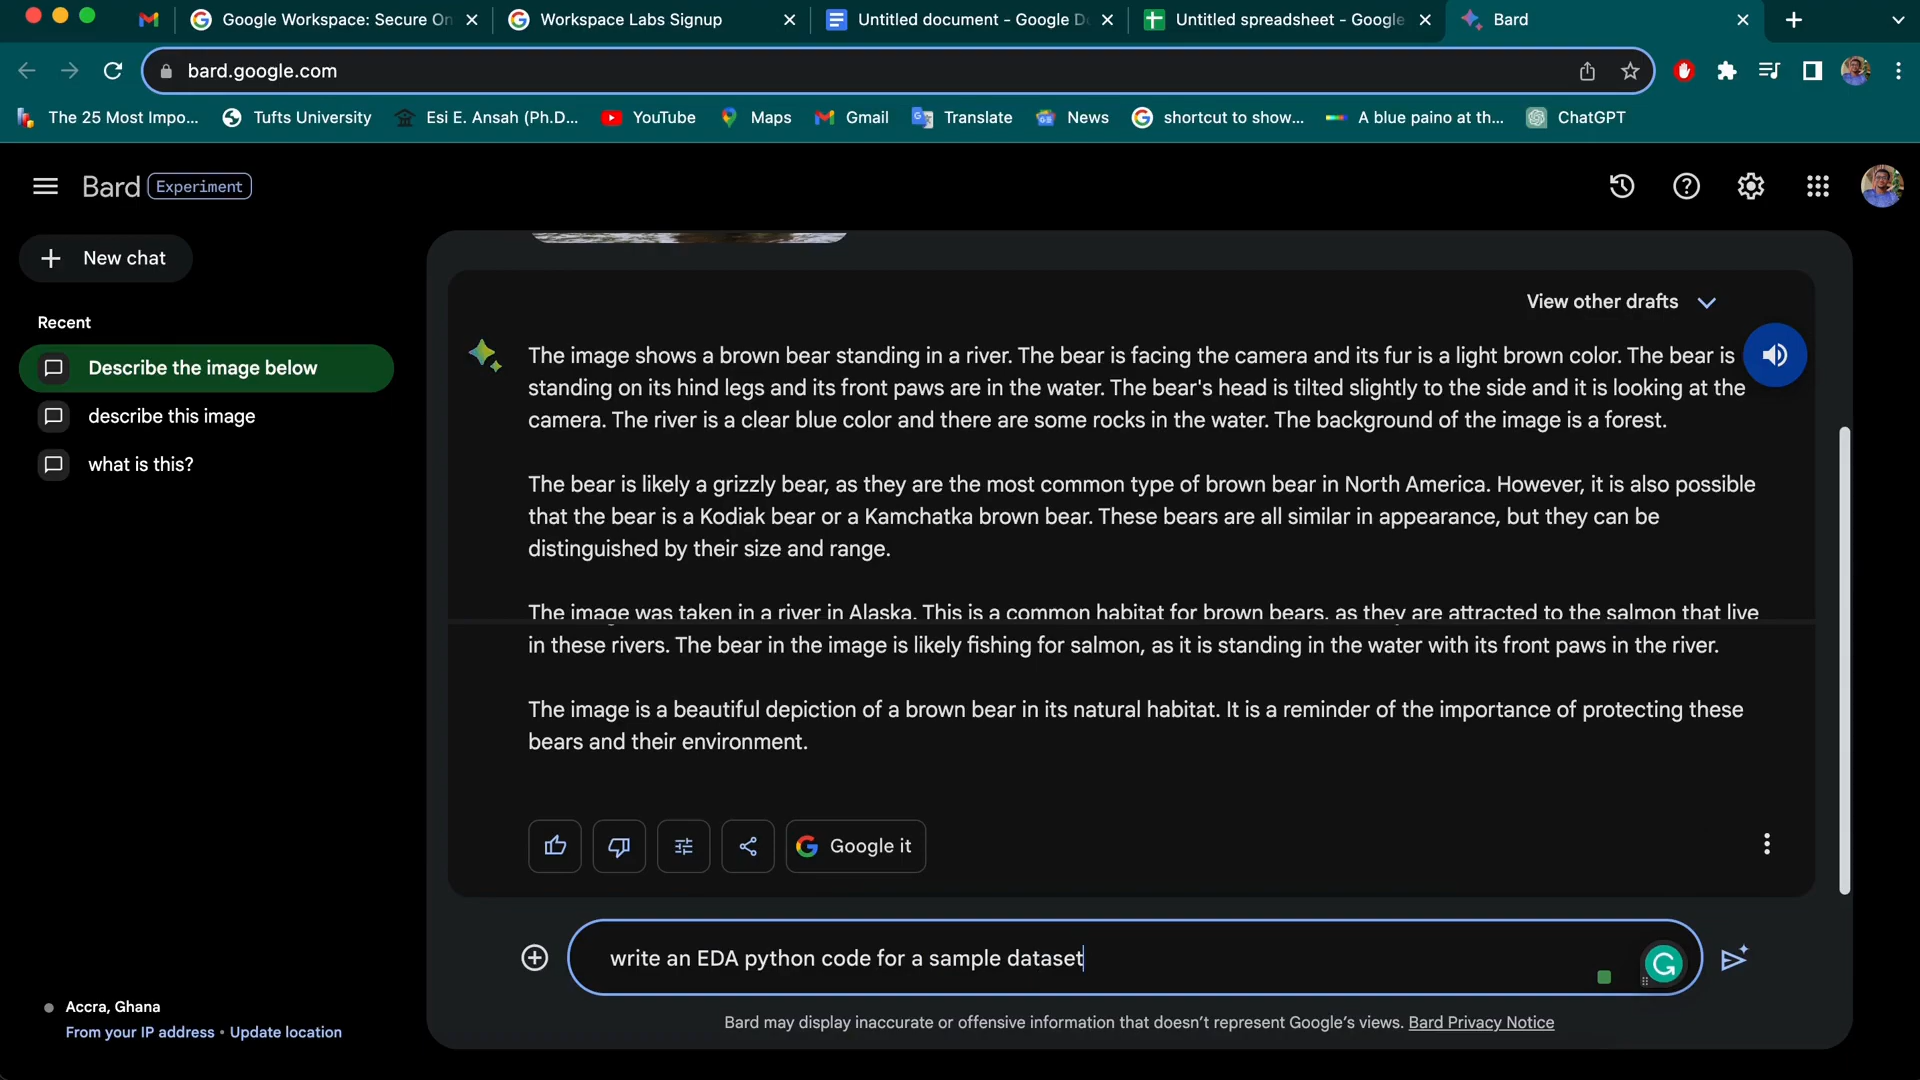 Google Workspace: Secure On
Workspace Labs Signup
Untitled document - Google D
Untitled spreadsheet - Google
Bard
bard.google.com
The 25 Most Impo...
Tufts University
Esi E. Ansah (Ph.D...
YouTube
Maps
Gmail
Translate
News
shortcut to show...
A blue paino at th...
ChatGPT
Bard Experiment
New chat
Recent
Describe the image below
describe this image
what is this?
View other drafts
The image shows a brown bear standing in a river. The bear is facing the camera and its fur is a light brown color. The bear is
standing on its hind legs and its front paws are in the water. The bear's head is tilted slightly to the side and it is looking at the
camera. The river is a clear blue color and there are some rocks in the water. The background of the image is a forest.
The bear is likely a grizzly bear, as they are the most common type of brown bear in North America. However, it is also possible
that the bear is a Kodiak bear or a Kamchatka brown bear. These bears are all similar in appearance, but they can be
distinguished by their size and range.
The image was taken in a river in Alaska. This is a common habitat for brown bears, as they are attracted to the salmon that live
in these rivers. The bear in the image is likely fishing for salmon, as it is standing in the water with its front paws in the river.
The image is a beautiful depiction of a brown bear in its natural habitat. It is a reminder of the importance of protecting these
bears and their environment.
Google it
write an EDA python code for a sample dataset
Bard may display inaccurate or offensive information that doesn't represent Google's views. Bard Privacy Notice
Accra, Ghana
From your IP address • Update location